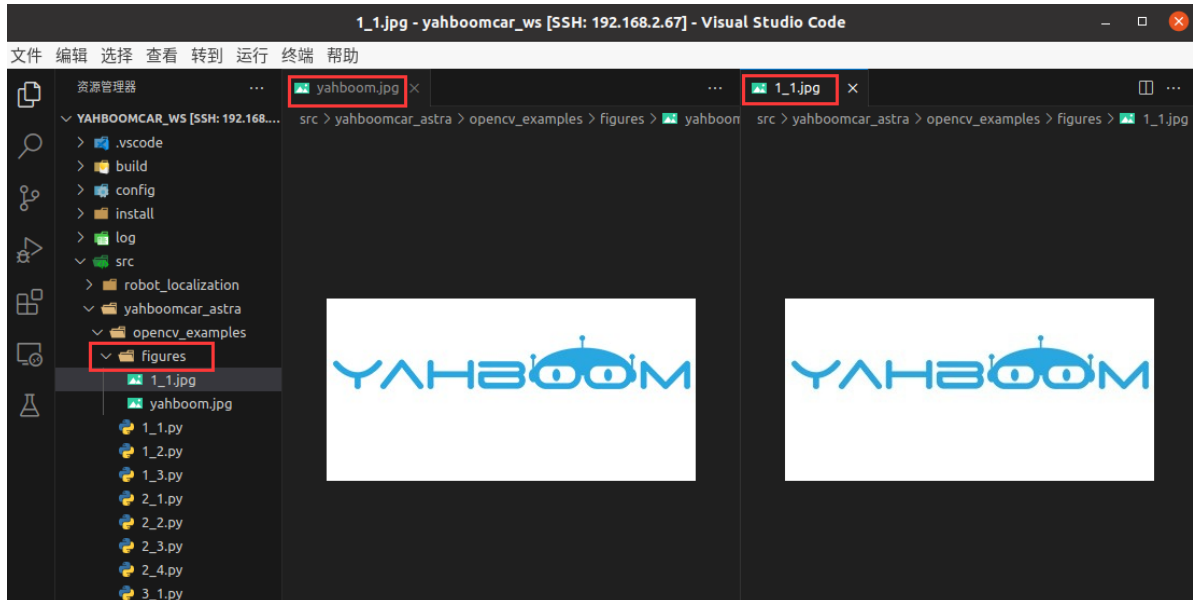 1_1.jpg - yahboomcar_ws [SSH: 192.168.2.67] - Visual Studio Code
文件 编辑 选择 查看 转到 运行 终端 帮助
资源管理器 ...
yahboom.jpg ...
1_1.jpg ...
YAHBOOMCAR_WS [SSH: 192.168....
src > yahboomcar_astra > opencv_examples > figures > yahboom
src > yahboomcar_astra > opencv_examples > figures > 1_1.jpg
.vscode
build
config
install
log
src
robot_localization
yahboomcar_astra
opencv_examples
figures
1_1.jpg
yahboom.jpg
1_1.py
1_2.py
1_3.py
2_1.py
2_2.py
2_3.py
2_4.py
3_1.py
YAHBOOM
YAHBOOM